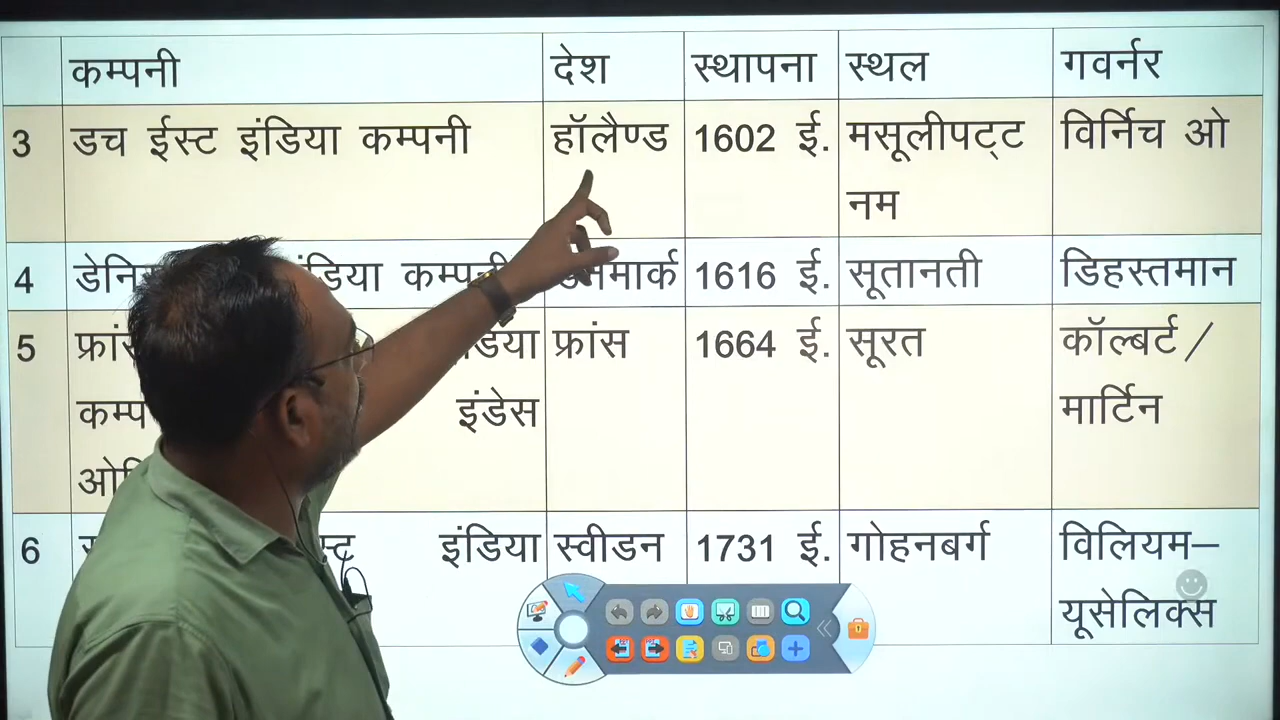 कम्पनी देश स्थापना स्थल गवर्नर
3 डच ईस्ट इंडिया कम्पनी हॉलैण्ड 1602 ई. मसूलीपट्ट विर्निच ओ
नम
4 इंडिया कम्पनी डेनमार्क 1616 ई. सूतानती डिहस्तमान
5 इंडिया फ्रांस 1664 ई. सूरत कॉल्बर्ट/
इंडेस मार्टिन
6 इंडिया स्वीडन 1731 ई. गोहनबर्ग विलियम–
यूसेलिक्स